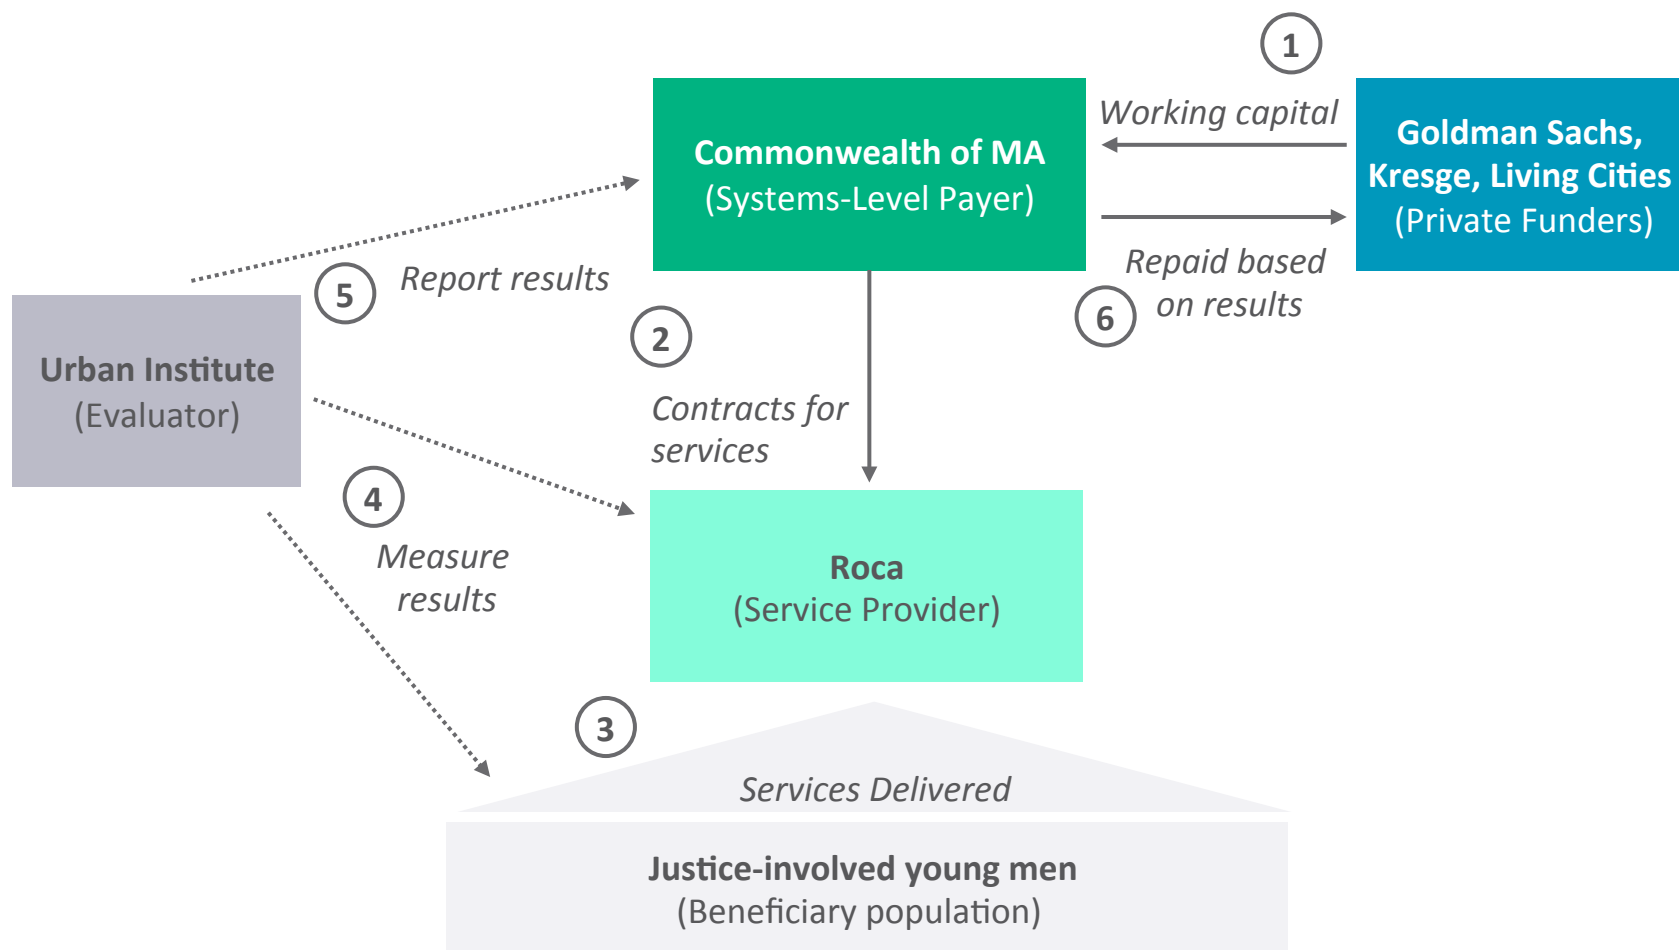 1
Working capital
Goldman Sachs,
Kresge, Living Cities
(Private Funders)
Commonwealth of MA
(Systems-Level Payer)
Repaid based
on results
6
5
Report results
2
Contracts for
services
Urban Institute
(Evaluator)
4
Measure
results
Roca
(Service Provider)
3
Services Delivered
Justice-involved young men
(Beneficiary population)